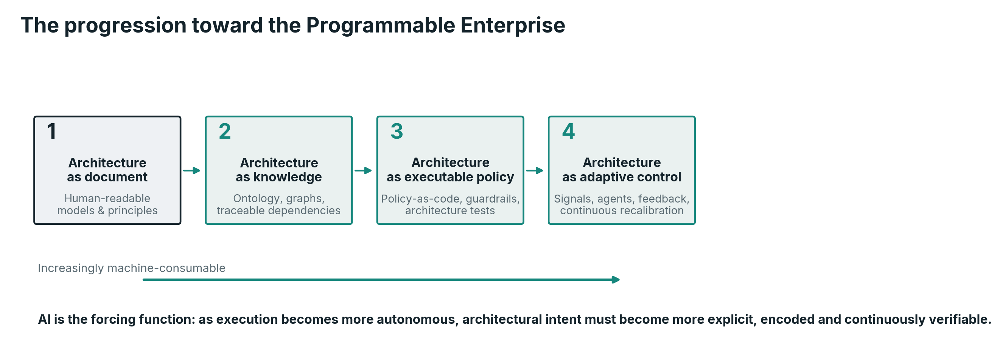 The progression toward the Programmable Enterprise
1
Architecture
as document
Human-readable
models & principles
2
Architecture
as knowledge
Ontology, graphs,
traceable dependencies
3
Architecture
as executable policy
Policy-as-code, guardrails,
architecture tests
4
Architecture
as adaptive control
Signals, agents, feedback,
continuous recalibration
Increasingly machine-consumable
AI is the forcing function: as execution becomes more autonomous, architectural intent must become more explicit, encoded and continuously verifiable.